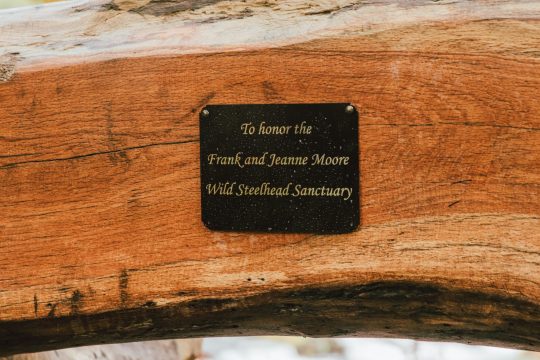 To honor the
Frank and Jeanne Moore
Wild Steelhead Sanctuary